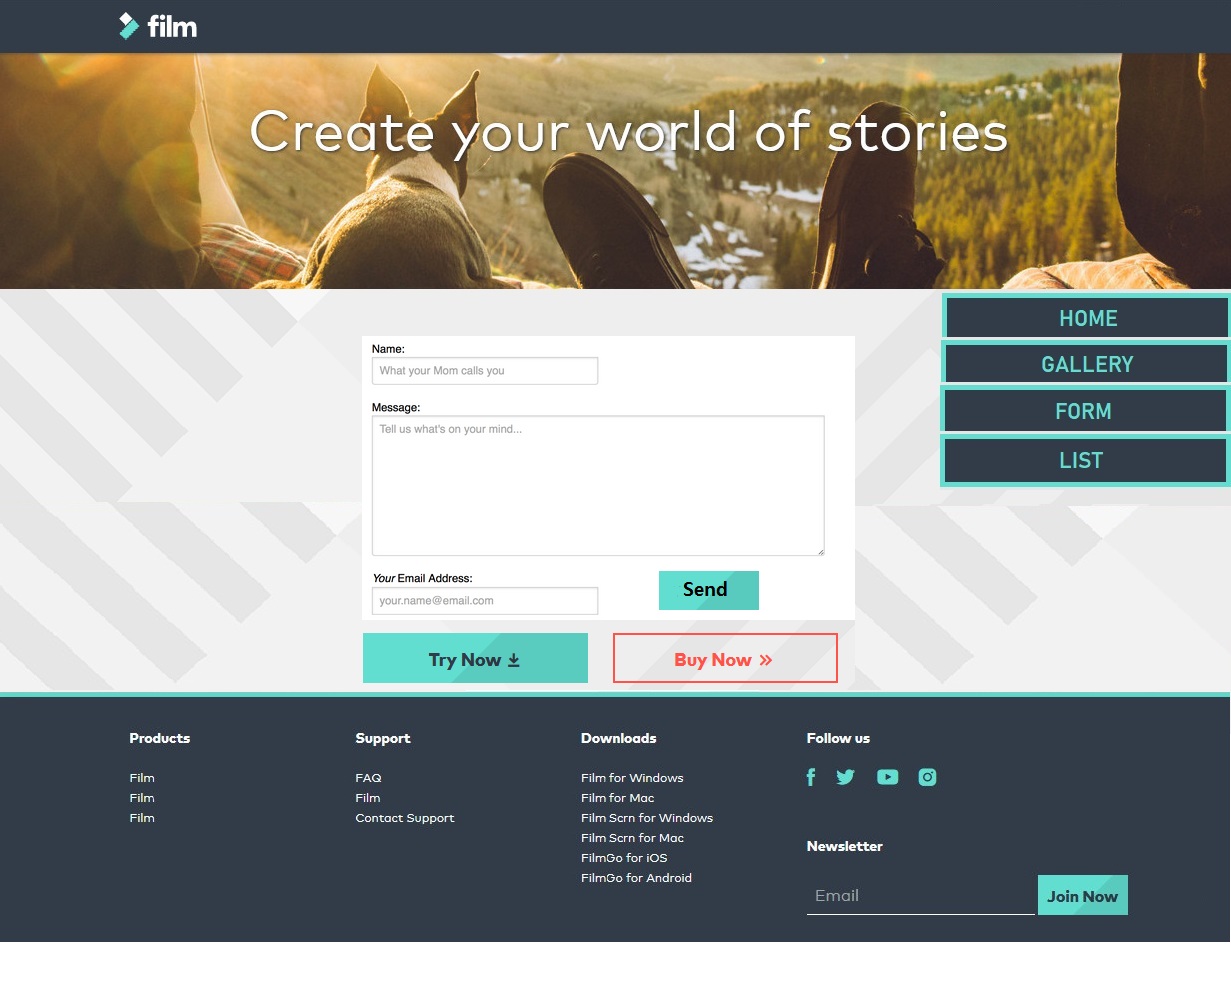 film
Create your world of stories
HOME
GALLERY
FORM
LIST
Name:
What your Mom calls you
Message:
Tell us what's on your mind...
Your Email Address:
your.name@email.com
Send
Try Now
Buy Now
Products
Film
Film
Film
Support
FAQ
Film
Contact Support
Downloads
Film for Windows
Film for Mac
Film Scrn for Windows
Film Scrn for Mac
FilmGo for iOS
FilmGo for Android
Follow us
Newsletter
Email
Join Now